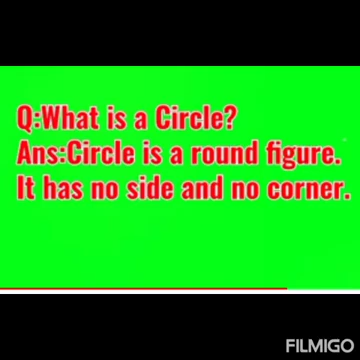 Q:What is a Circle?
Ans:Circle is a round figure.
It has no side and no corner.
FILMIGO